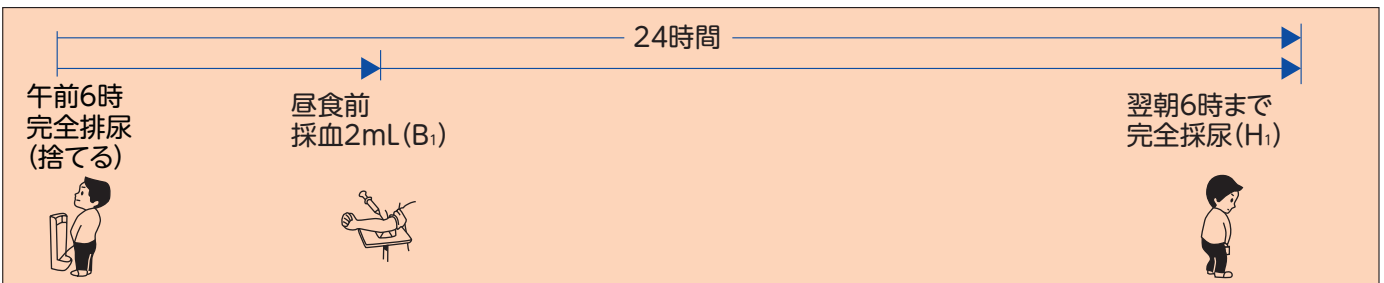 24時間
午前6時
完全排尿
(捨てる)
昼食前
採血2mL(B₁)
翌朝6時まで
完全採尿(H₁)